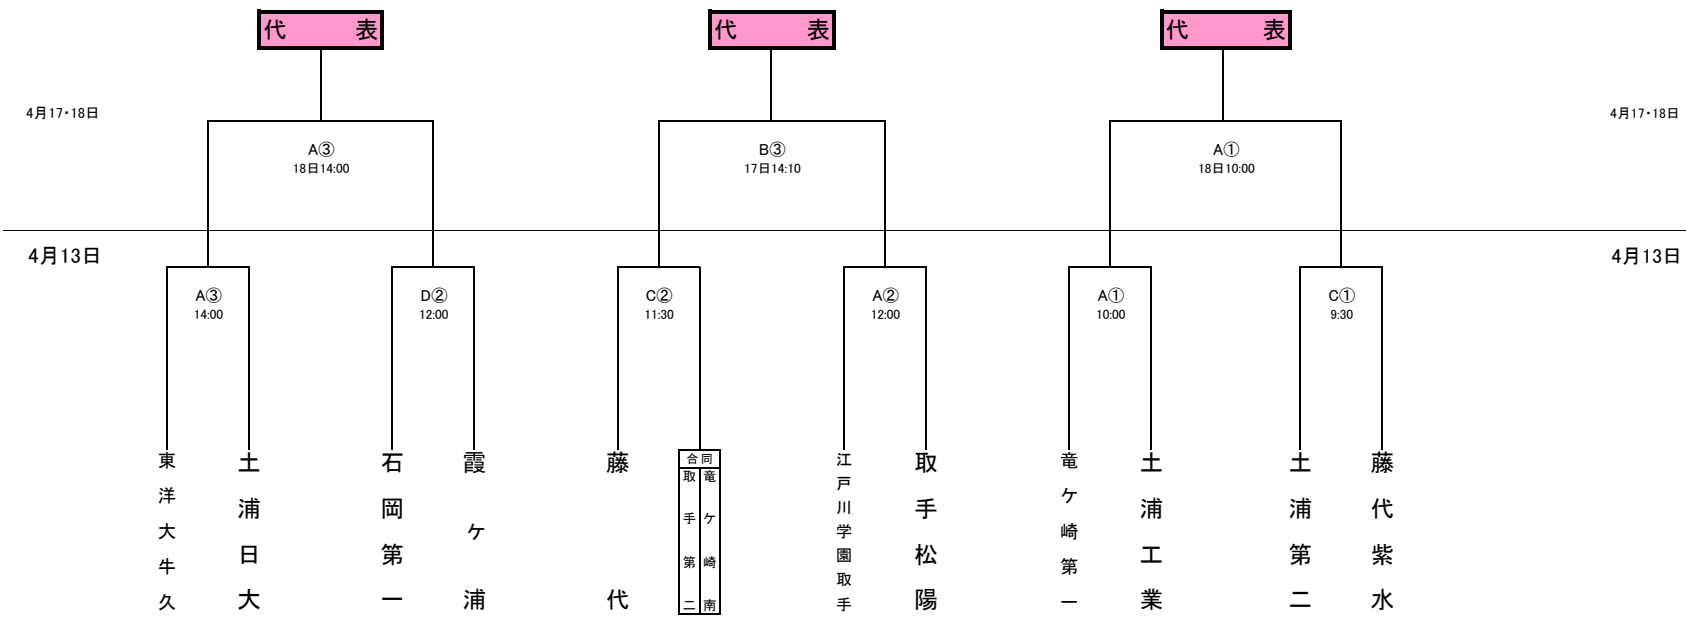 代表
代表
代表
4月17・18日
4月17・18日
A③
18日14:00
B③
17日14:10
A①
18日10:00
4月13日
4月13日
A③
14:00
D②
12:00
C②
11:30
A②
12:00
A①
10:00
C①
9:30
東洋大牛久
土浦日大
石岡第一
霞ケ浦
藤代
合同
取手第二
竜ケ崎南
江戸川学園取手
取手松陽
竜ケ崎第一
土浦工業
土浦第二
藤代紫水